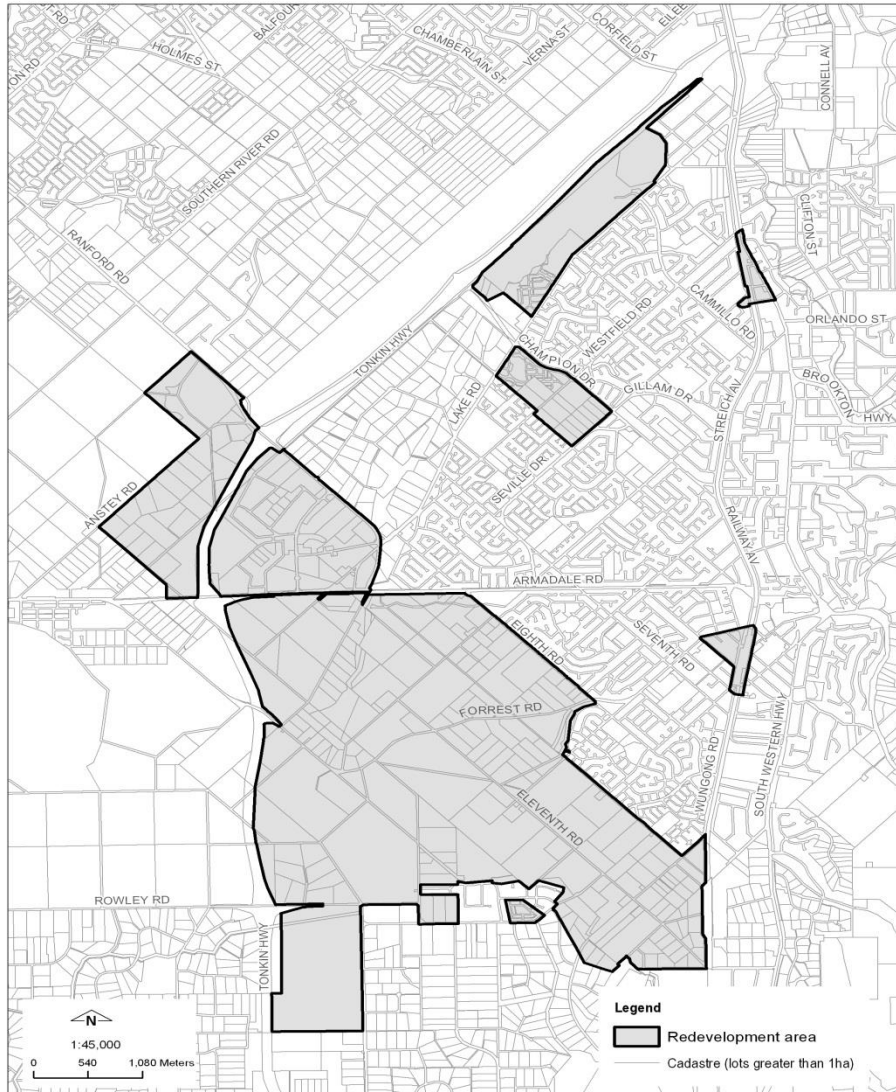 HOLMES ST
CHAMBERLAIN ST
VERNA ST
CORFIELD ST
CONNELL AV
SOUTHERN RIVER RD
RANFORD RD
CLIFTON ST
TONKIN HWY
WESTFIELD RD
CAMMILLO RD
ORLANDO ST
CHAMPION DR
LAKE RD
GILLAM DR
STREICH AV
BROOKTON
HWY
SEVILLE DR
ANSTEY RD
RAILWAY AV
ARMADALE RD
EIGHTH RD
SEVENTH RD
FORREST RD
SOUTH WESTERN HWY
WUNGONG RD
ELEVENTH RD
ROWLEY RD
TONKIN HWY
N
1:45,000
0 540 1,080 Meters
Legend
Redevelopment area
Cadastre (lots greater than 1ha)